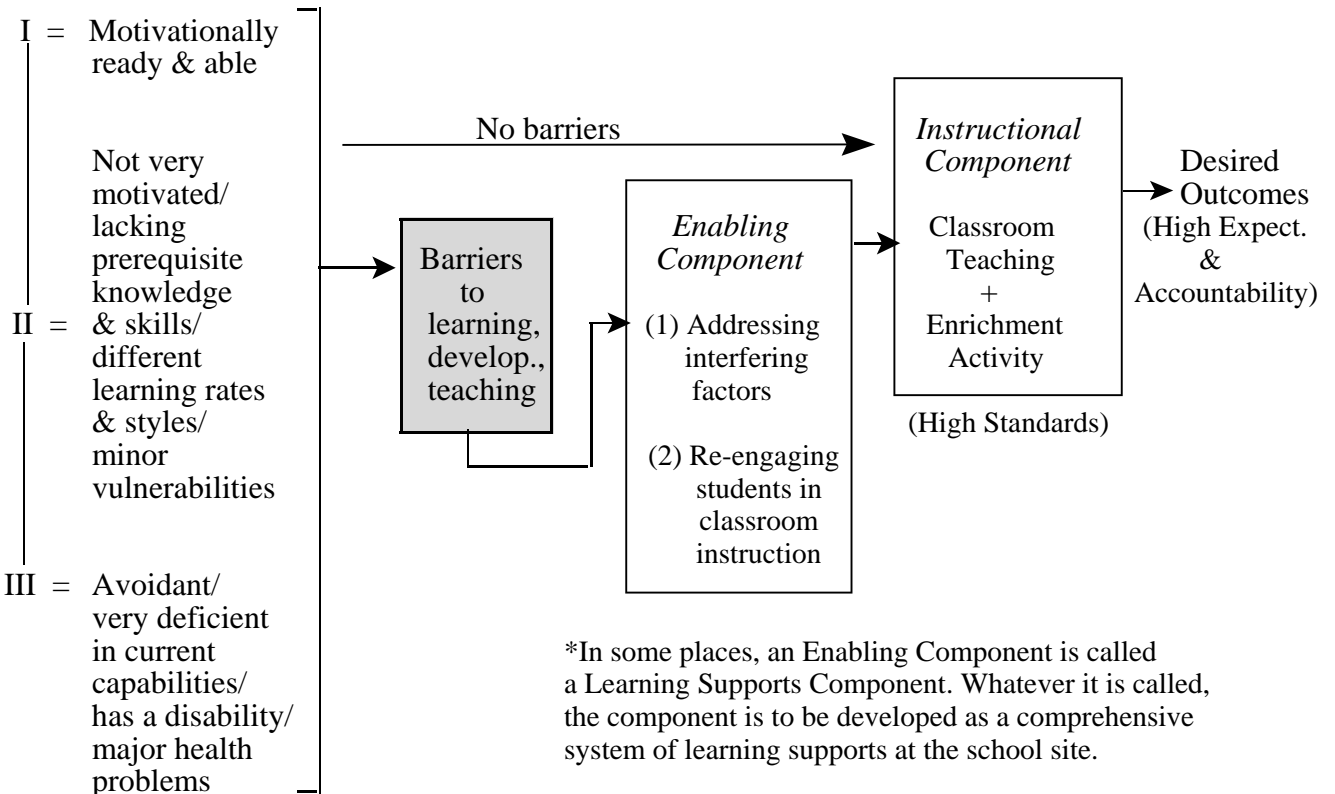 I = Motivationally
ready & able
Not very
motivated/
lacking
prerequisite
knowledge
II = & skills/
different
learning rates
& styles/
minor
vulnerabilities
III = Avoidant/
very deficient
in current
capabilities/
has a disability/
major health
problems
No barriers
Barriers
to
learning,
develop.,
teaching
Enabling
Component
(1) Addressing
interfering
factors
(2) Re-engaging
students in
classroom
instruction
Instructional
Component
Classroom
Teaching
+
Enrichment
Activity
(High Standards)
Desired
Outcomes
(High Expect.
&
Accountability)
*In some places, an Enabling Component is called
a Learning Supports Component. Whatever it is called,
the component is to be developed as a comprehensive
system of learning supports at the school site.